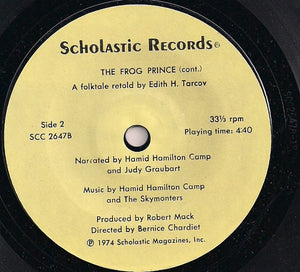 Scholastic Records®
THE FROG PRINCE (cont.)
A folktale retold by Edith H. Tarcov
Side 2
33⅓ rpm
SCC 2647B
Playing time: 4:40
Narrated by Hamid Hamilton Camp
and Judy Graubart
Music by Hamid Hamilton Camp
and The Skymonters
Produced by Robert Mack
Directed by Bernice Chardiet
℗ 1974 Scholastic Magazines, Inc.